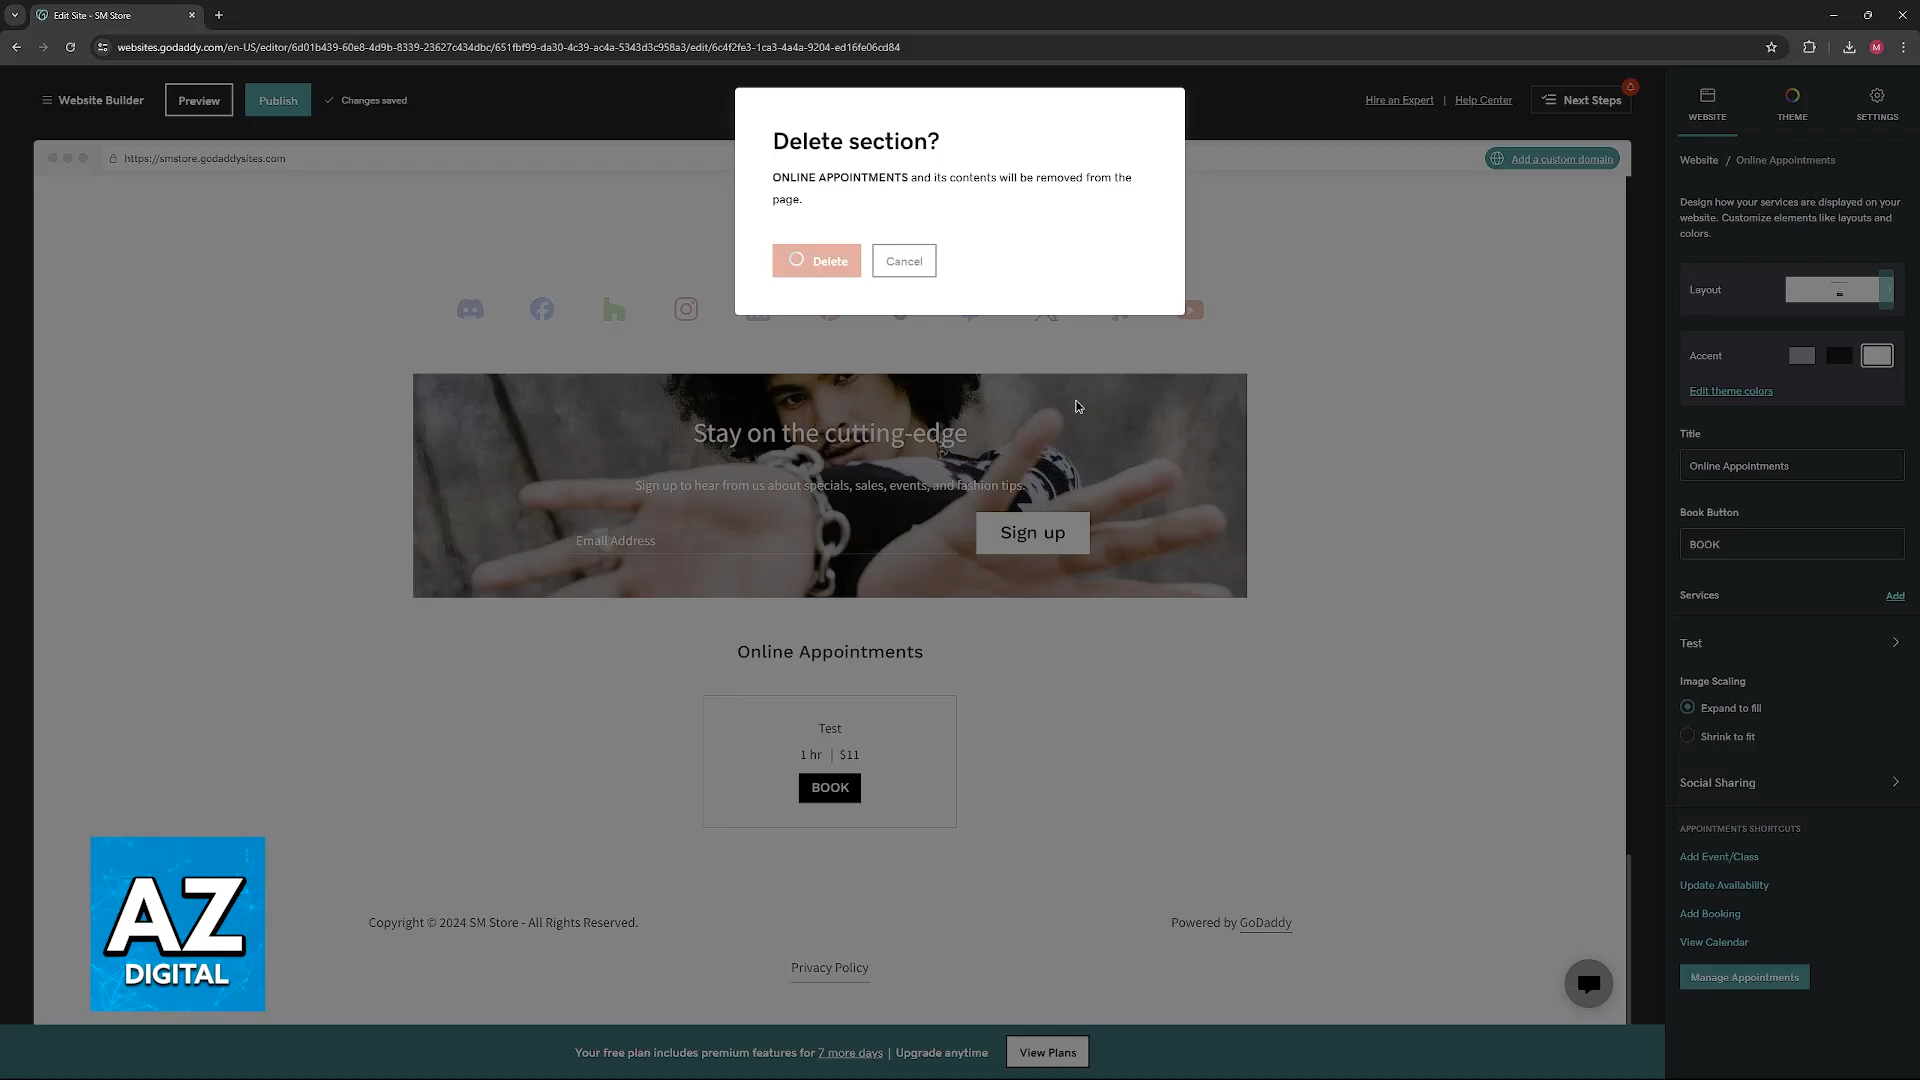 Edit Site - SM Store
websites.godaddy.com/en-US/editor/6d01b439-60e8-4d9b-8339-23627c434dbc/651fbf99-da30-4c39-ac4a-5343d3c958a3/edit/6c4f2fe3-1ca3-4a4a-9204-ed16fe06cd84
M
Website Builder
Preview
Publish
Changes saved
Hire an Expert | Help Center
Next Steps
WEBSITE
THEME
SETTINGS
https://smstore.godaddysites.com
Add a custom domain
Delete section?
ONLINE APPOINTMENTS and its contents will be removed from the
page.
Delete
Cancel
Stay on the cutting-edge
Sign up to hear from us about specials, sales, events, and fashion tips.
Email Address
Sign up
Online Appointments
Test
1 hr | $11
BOOK
Copyright © 2024 SM Store - All Rights Reserved.
Powered by GoDaddy
Privacy Policy
AZ
DIGITAL
Your free plan includes premium features for 7 more days | Upgrade anytime
View Plans
Website / Online Appointments
Design how your services are displayed on your
website. Customize elements like layouts and
colors.
Layout
Accent
Edit theme colors
Title
Online Appointments
Book Button
BOOK
Services
Add
Test
Image Scaling
Expand to fill
Shrink to fit
Social Sharing
APPOINTMENTS SHORTCUTS
Add Event/Class
Update Availability
Add Booking
View Calendar
Manage Appointments